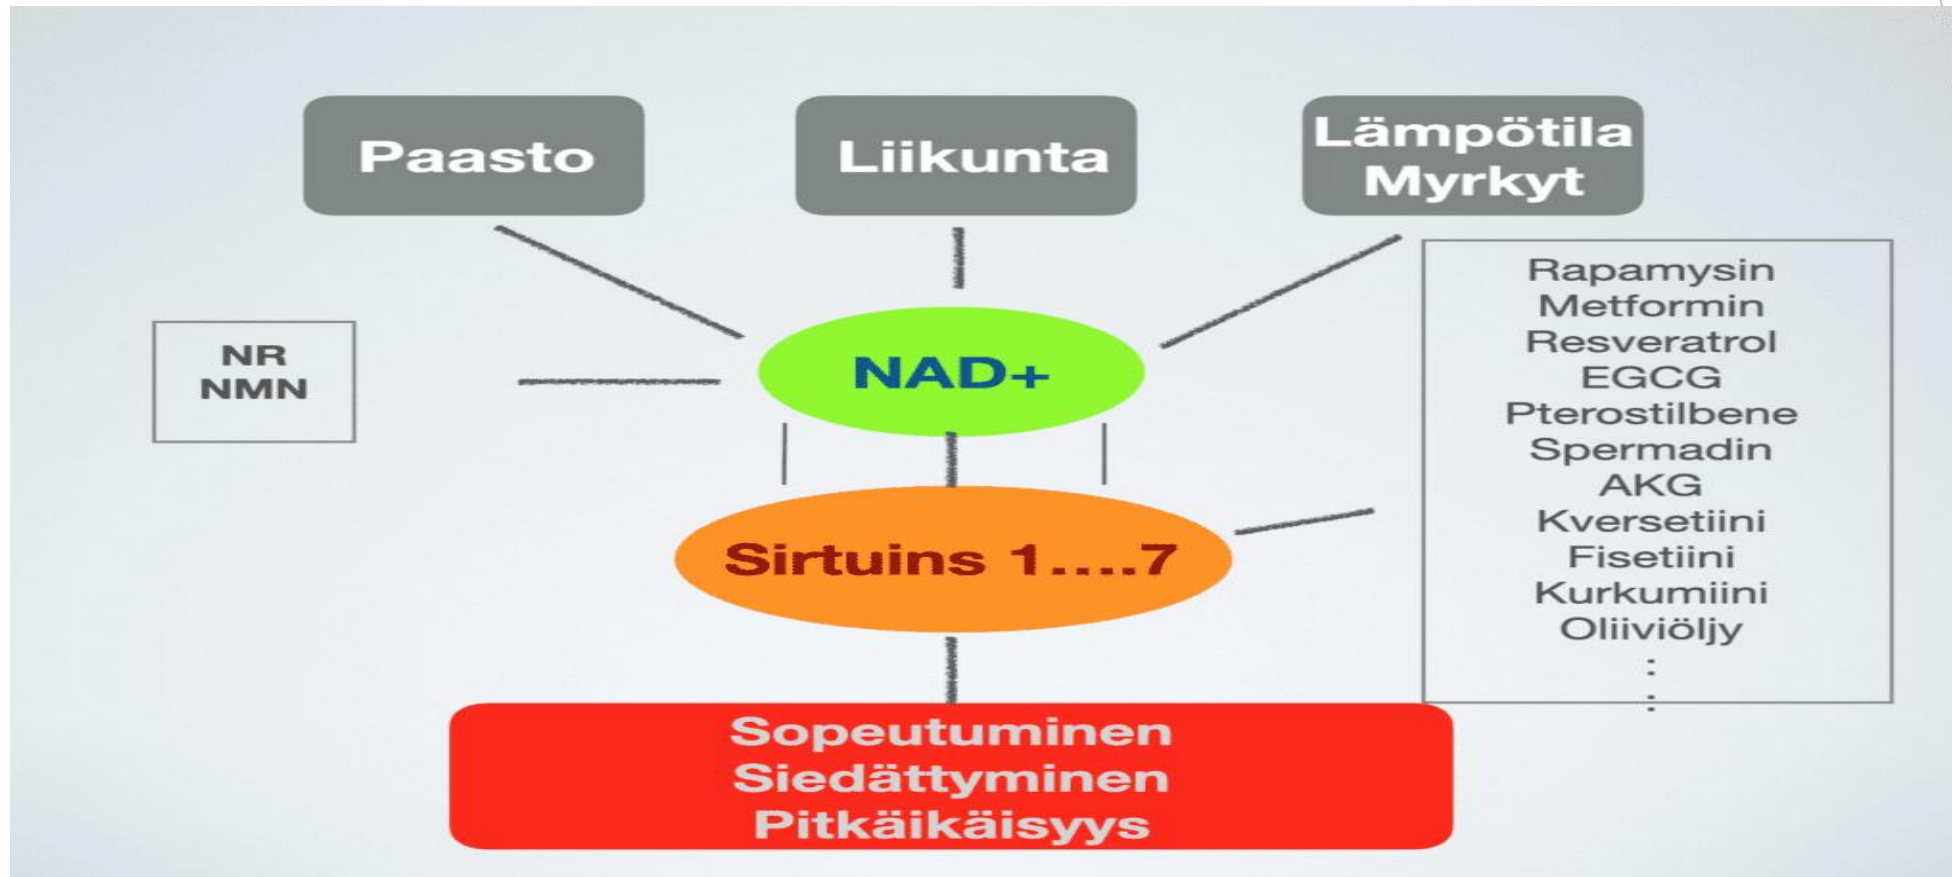 Paasto
Liikunta
Lämpötila
Myrkyt
NR
NMN
NAD+
Sirtuins 1....7
Rapamysin
Metformin
Resveratrol
EGCG
Pterostilbene
Spermadin
AKG
Kversetiini
Fisetiini
Kurkumiini
Oliiviöljy
:
:
Sopeutuminen
Siedättyminen
Pitkäikäisyys